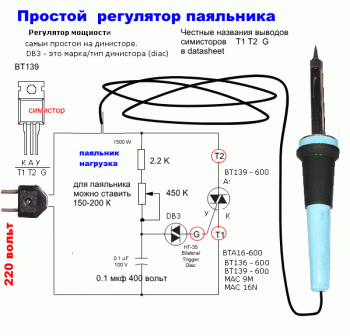 Простой регулятор паяльника
Регулятор мощности
самый простой на динисторе.
DB3 - это марка/тип динистора (diac)
Честные названия выводов
симисторов T1 T2 G
в datasheet
BT139
симистор
К А У
T1 T2 G
220 вольт
1500 W
паяльник
нагрузка
2.2 K
для паяльника
можно ставить
150-200 К
450 K
T2
BT139 - 600
А:
DB3
У
К
G
T1
HT-35
Bilateral
Trigger
Diac
0.1 μF
100 V
0.1 мкф 400 вольт
BTA16-600
BT136 - 600
BT139 - 600
MAC 9M
MAC 16N